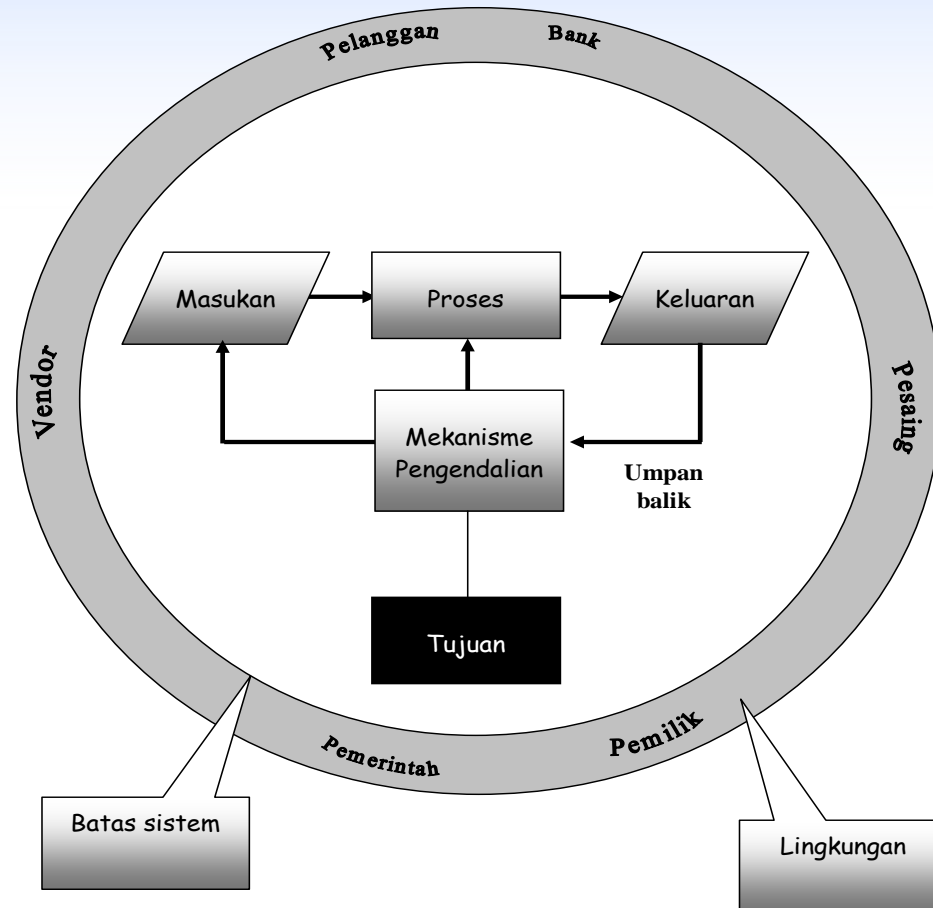 Pelanggan
Bank
Masukan
Proses
Keluaran
Vendor
Pesaing
Mekanisme
Pengendalian
Umpan
balik
Tujuan
Pemilik
Pemerintah
Batas sistem
Lingkungan